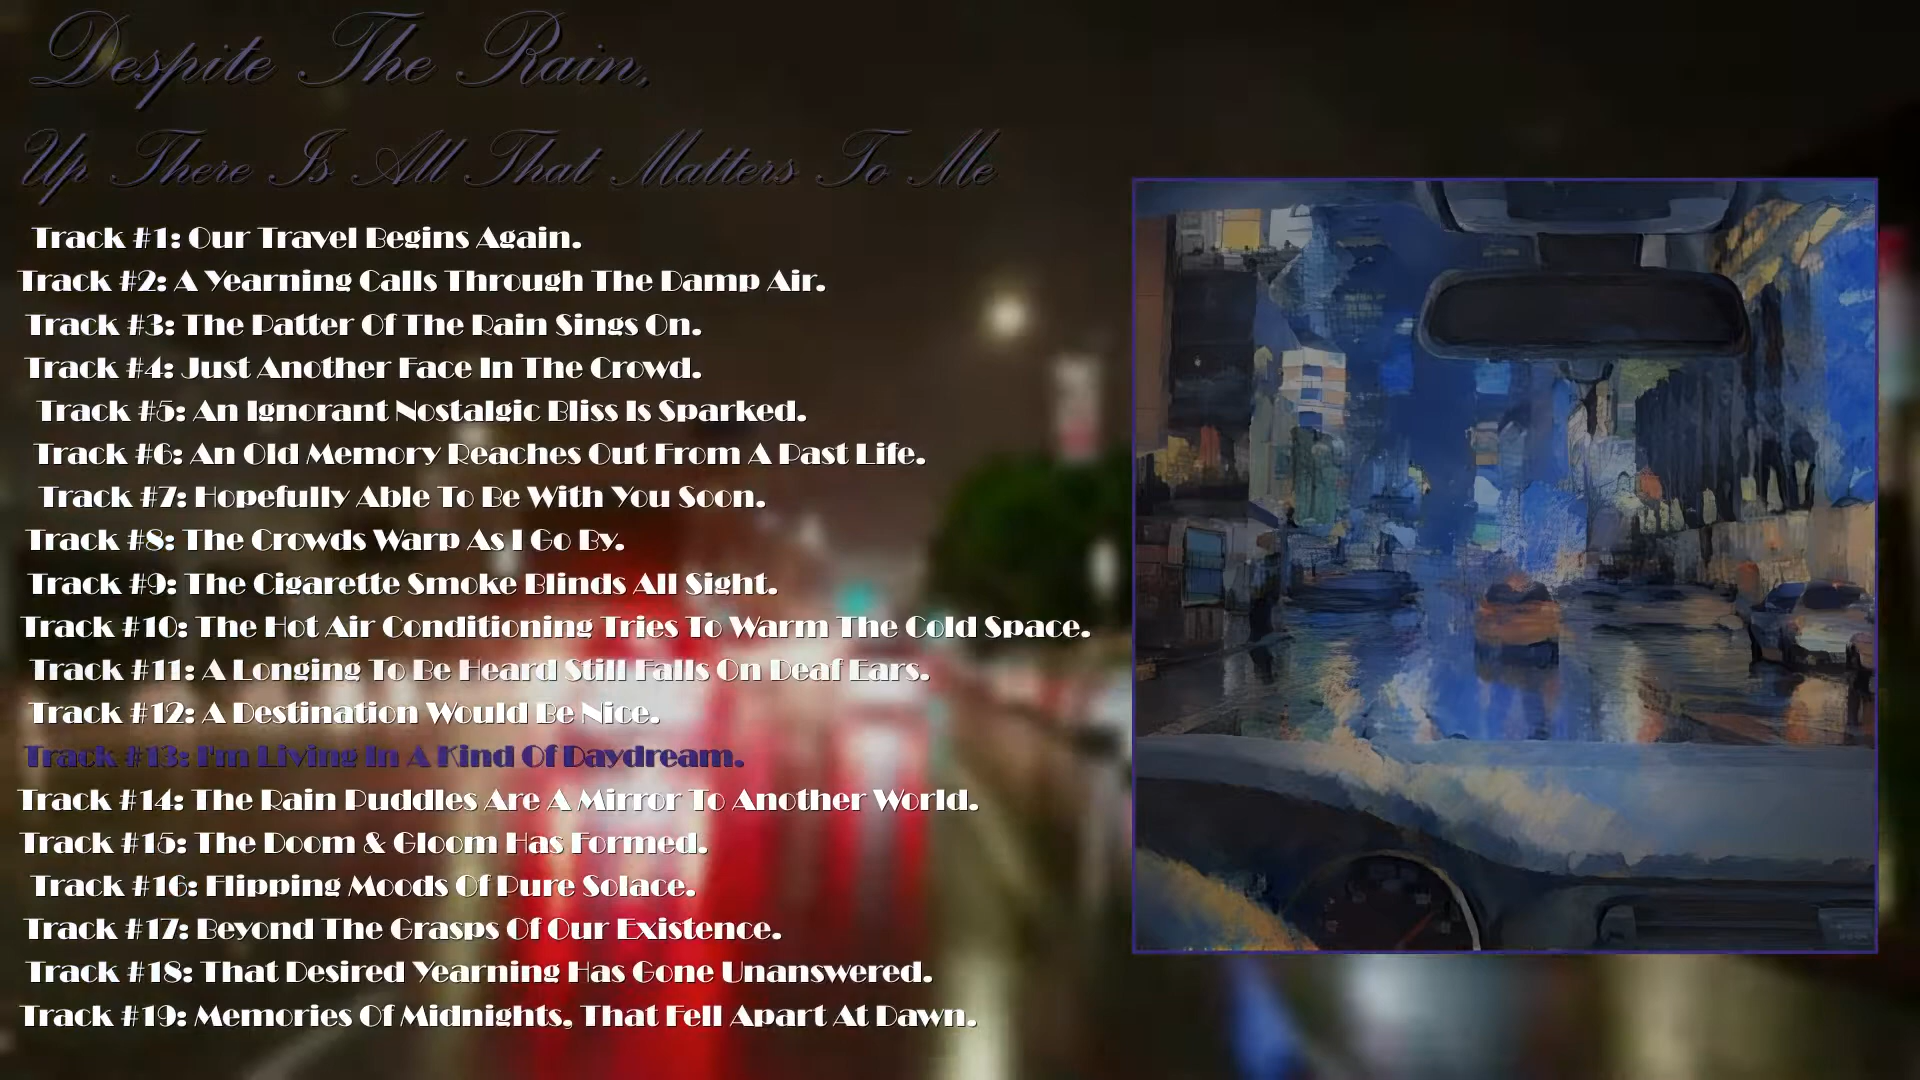 Despite The Rain,
Up There Is All That Matters To Me
Track #1: Our Travel Begins Again.
Track #2: A Yearning Calls Through The Damp Air.
Track #3: The Patter Of The Rain Sings On.
Track #4: Just Another Face In The Crowd.
Track #5: An Ignorant Nostalgic Bliss Is Sparked.
Track #6: An Old Memory Reaches Out From A Past Life.
Track #7: Hopefully Able To Be With You Soon.
Track #8: The Crowds Warp As I Go By.
Track #9: The Cigarette Smoke Blinds All Sight.
Track #10: The Hot Air Conditioning Tries To Warm The Cold Space.
Track #11: A Longing To Be Heard Still Falls On Deaf Ears.
Track #12: A Destination Would Be Nice.
Track #13: I'm Living In A Kind Of Daydream.
Track #14: The Rain Puddles Are A Mirror To Another World.
Track #15: The Doom & Gloom Has Formed.
Track #16: Flipping Moods Of Pure Solace.
Track #17: Beyond The Grasps Of Our Existence.
Track #18: That Desired Yearning Has Gone Unanswered.
Track #19: Memories Of Midnights, That Fell Apart At Dawn.